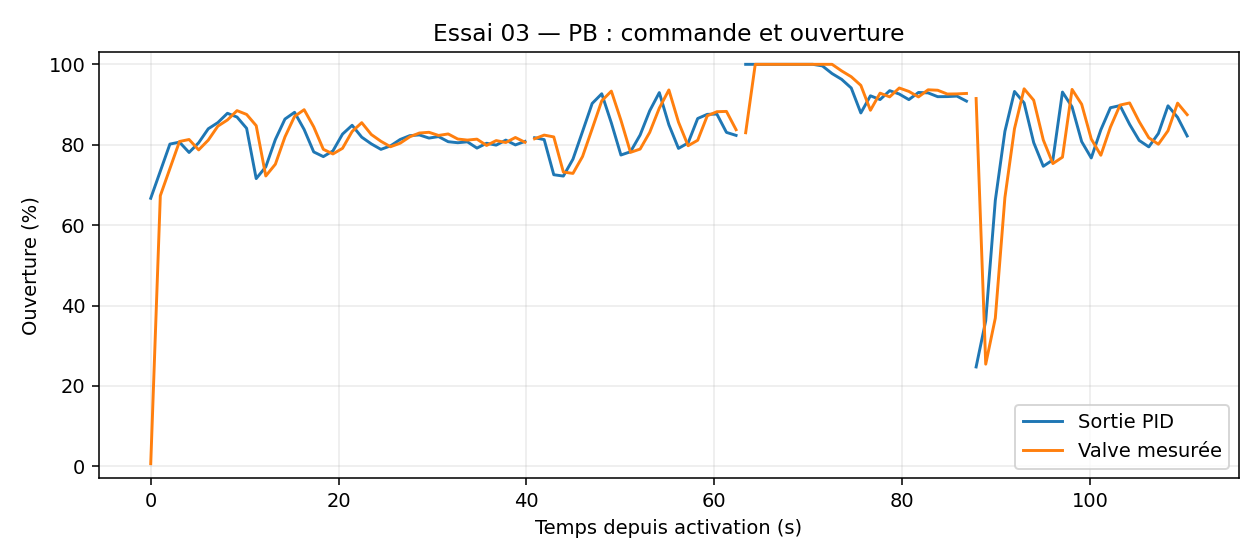 Essai 03 — PB : commande et ouverture
Ouverture (%)
100
80
60
40
20
0
0 20 40 60 80 100
Temps depuis activation (s)
Sortie PID
Valve mesurée